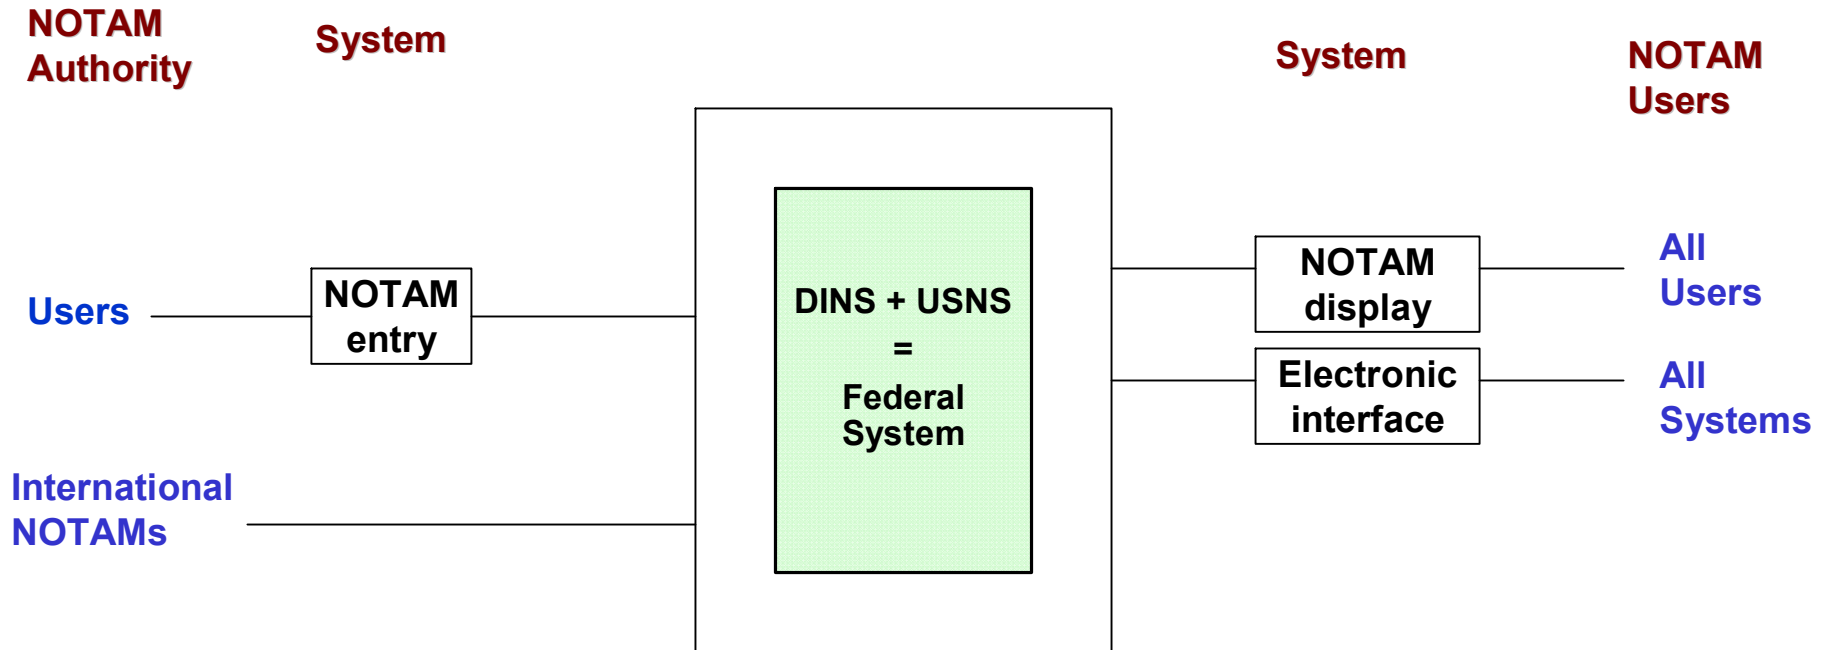 NOTAM
Authority
System
System
NOTAM
Users
Users
NOTAM
entry
International
NOTAMs
DINS + USNS
=
Federal
System
NOTAM
display
Electronic
interface
All
Users
All
Systems